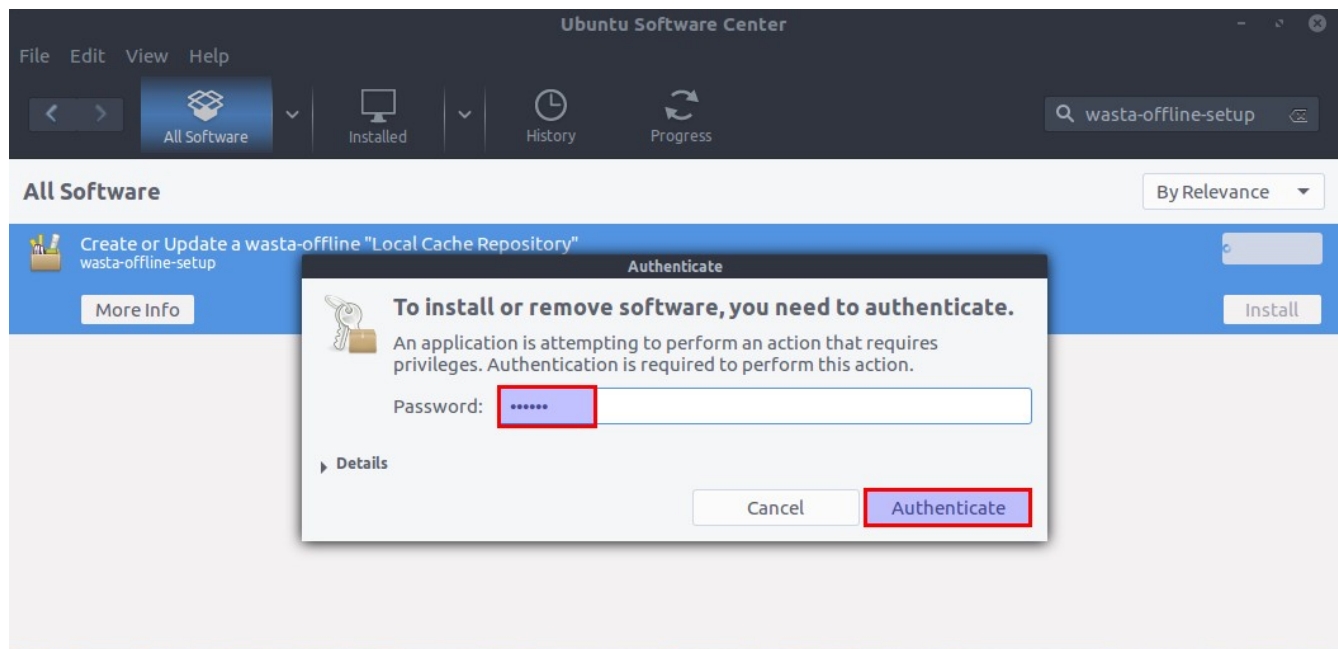 Ubuntu Software Center
File Edit View Help
All Software
Installed
History
Progress
wasta-offline-setup
All Software
By Relevance
Create or Update a wasta-offline "Local Cache Repository"
wasta-offline-setup
More Info
Install
Authenticate
To install or remove software, you need to authenticate.
An application is attempting to perform an action that requires
privileges. Authentication is required to perform this action.
Password: ••••••
Details
Cancel
Authenticate